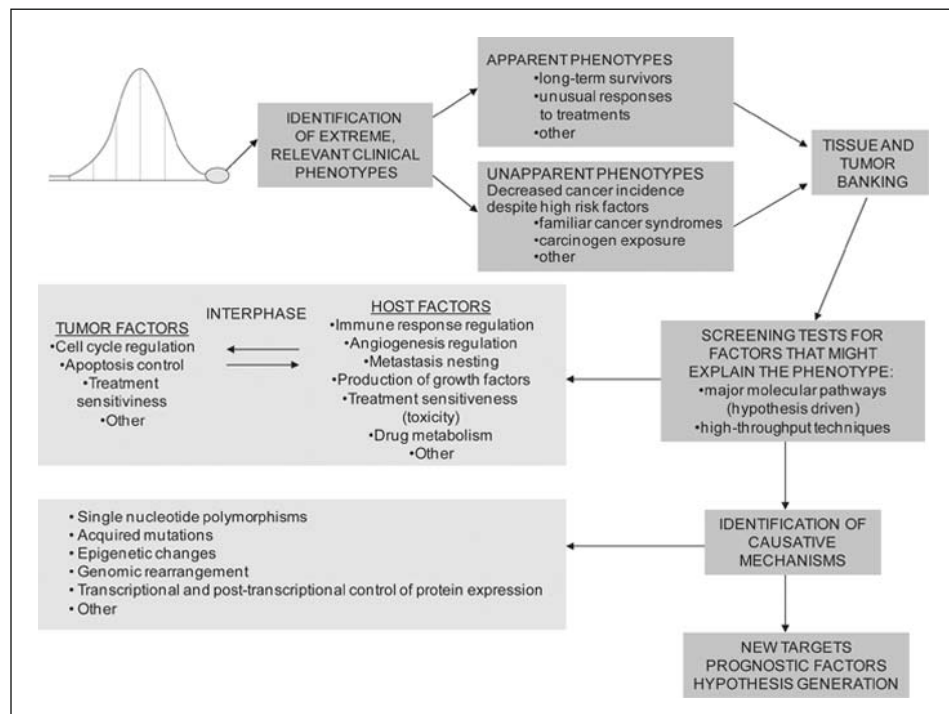 IDENTIFICATION
OF EXTREME,
RELEVANT CLINICAL
PHENOTYPES
APPARENT PHENOTYPES
•long-term survivors
•unusual responses
to treatments
•other
UNAPPARENT PHENOTYPES
Decreased cancer incidence
despite high risk factors
•familiar cancer syndromes
•carcinogen exposure
•other
TISSUE AND
TUMOR
BANKING
SCREENING TESTS FOR
FACTORS THAT MIGHT
EXPLAIN THE PHENOTYPE:
•major molecular pathways
(hypothesis driven)
•high-throughput techniques
TUMOR FACTORS
•Cell cycle regulation
•Apoptosis control
•Treatment
sensitiviness
•Other
INTERPHASE
HOST FACTORS
•Immune response regulation
•Angiogenesis regulation
•Metastasis nesting
•Production of growth factors
•Treatment sensitiveness
(toxicity)
•Drug metabolism
•Other
IDENTIFICATION OF
CAUSATIVE
MECHANISMS
• Single nucleotide polymorphisms
• Acquired mutations
• Epigenetic changes
• Genomic rearrangement
• Transcriptional and post-transcriptional control of protein expression
• Other
NEW TARGETS
PROGNOSTIC FACTORS
HYPOTHESIS GENERATION